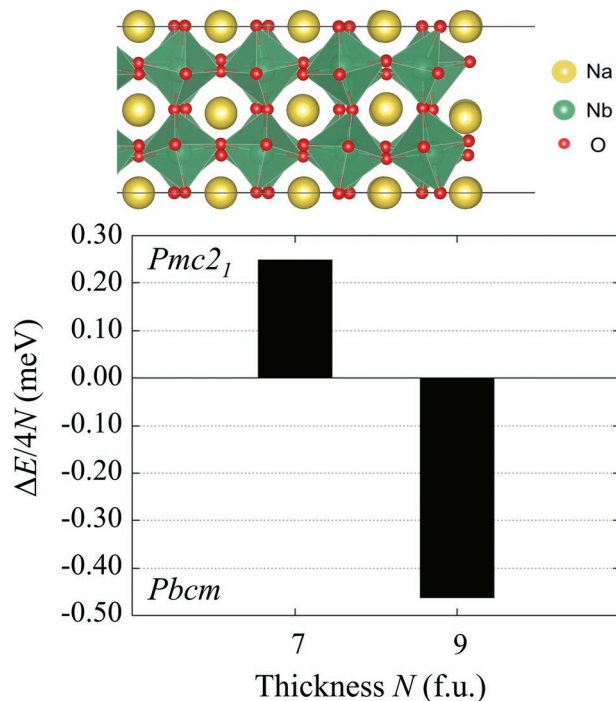 Na
Nb
O
0.30
Pmc2₁
0.20
0.10
0.00
-0.10
-0.20
-0.30
-0.40
Pbcm
-0.50
ΔE/4N (meV)
7
9
Thickness N (f.u.)